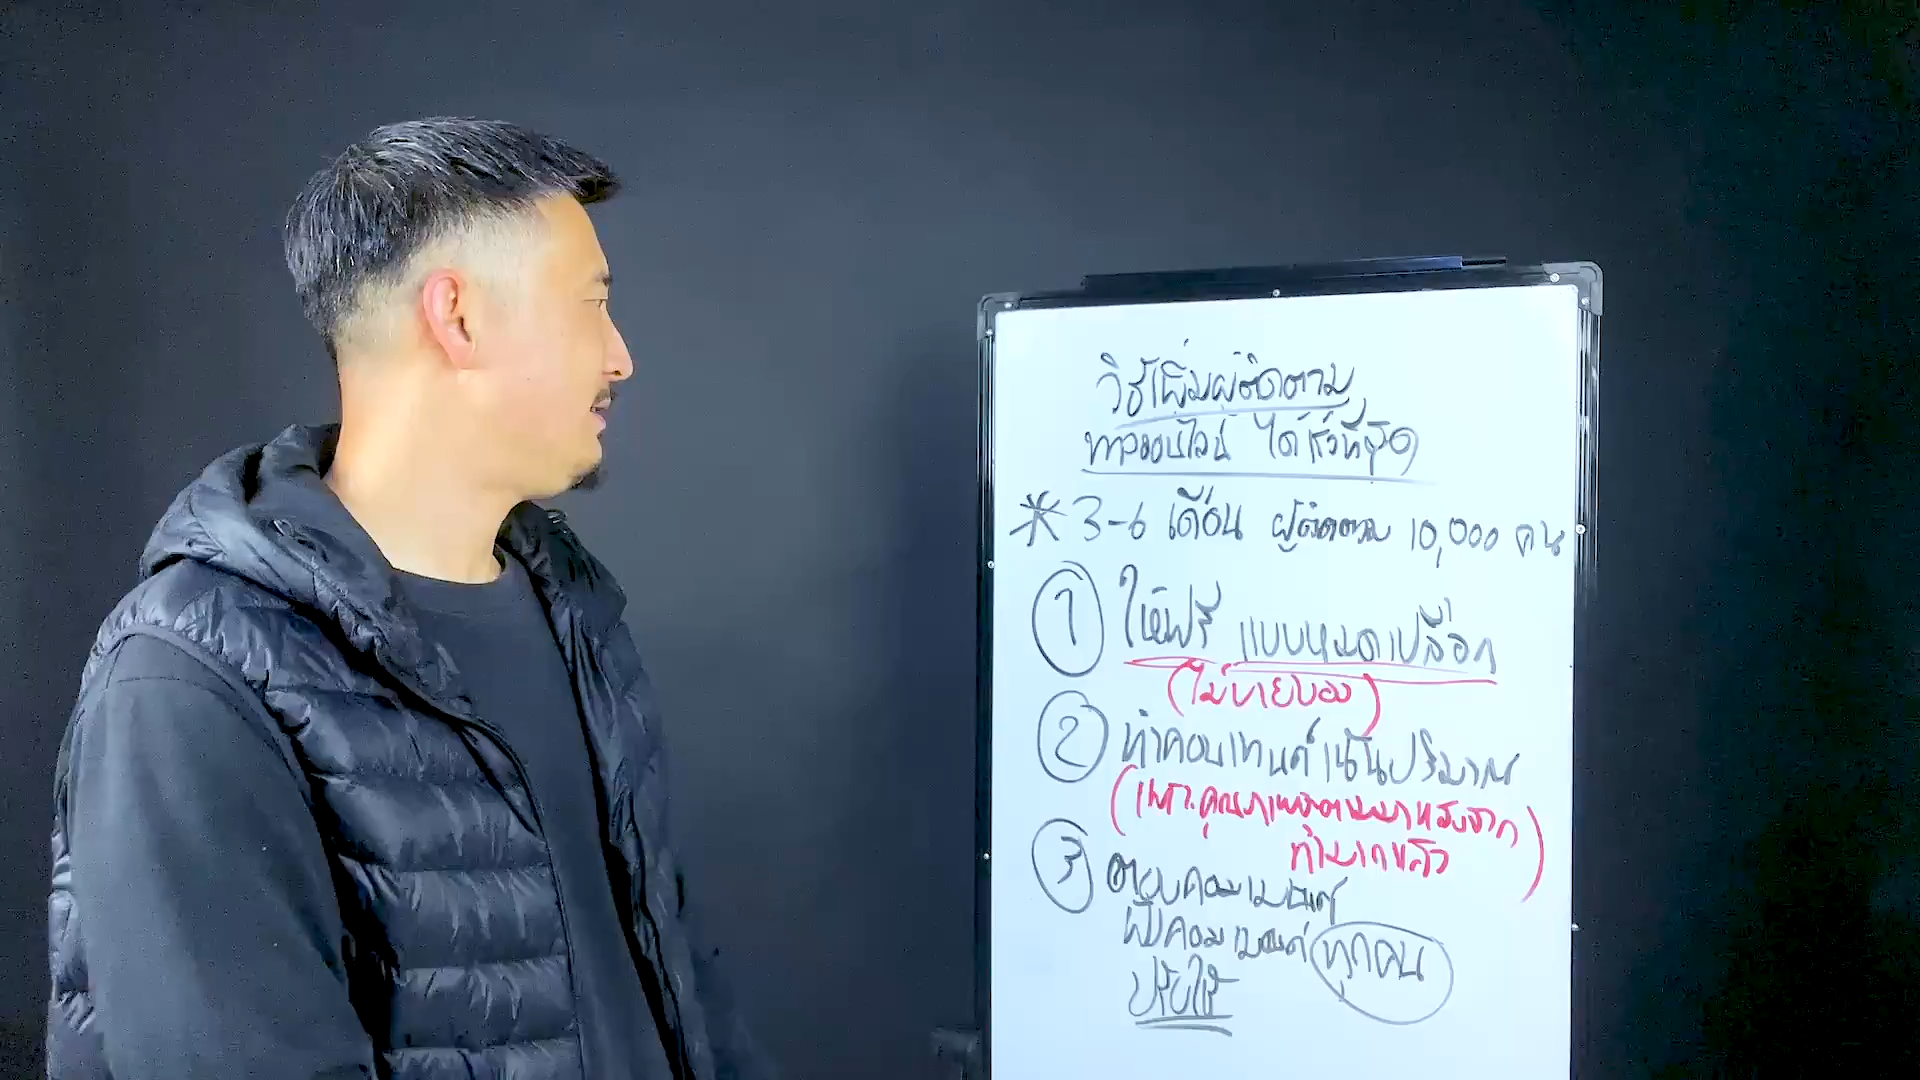 วิธีเพิ่มผู้ติดตาม
ทางออนไลน์ ได้เร็วที่สุด
* 3-6 เดือน ผู้ติดตาม 10,000 คน
1 ให้ฟรี แบบหมดเปลือก
(ไม่ขายของ)
2 ทำคอนเทนต์เน้นปริมาณ
(เพราะคุณภาพจะตามมาหลังจาก
ทำมากแล้ว)
3 ตอบคอมเมนต์
ฟังคอมเมนต์ ทุกคน
ปรับใช้